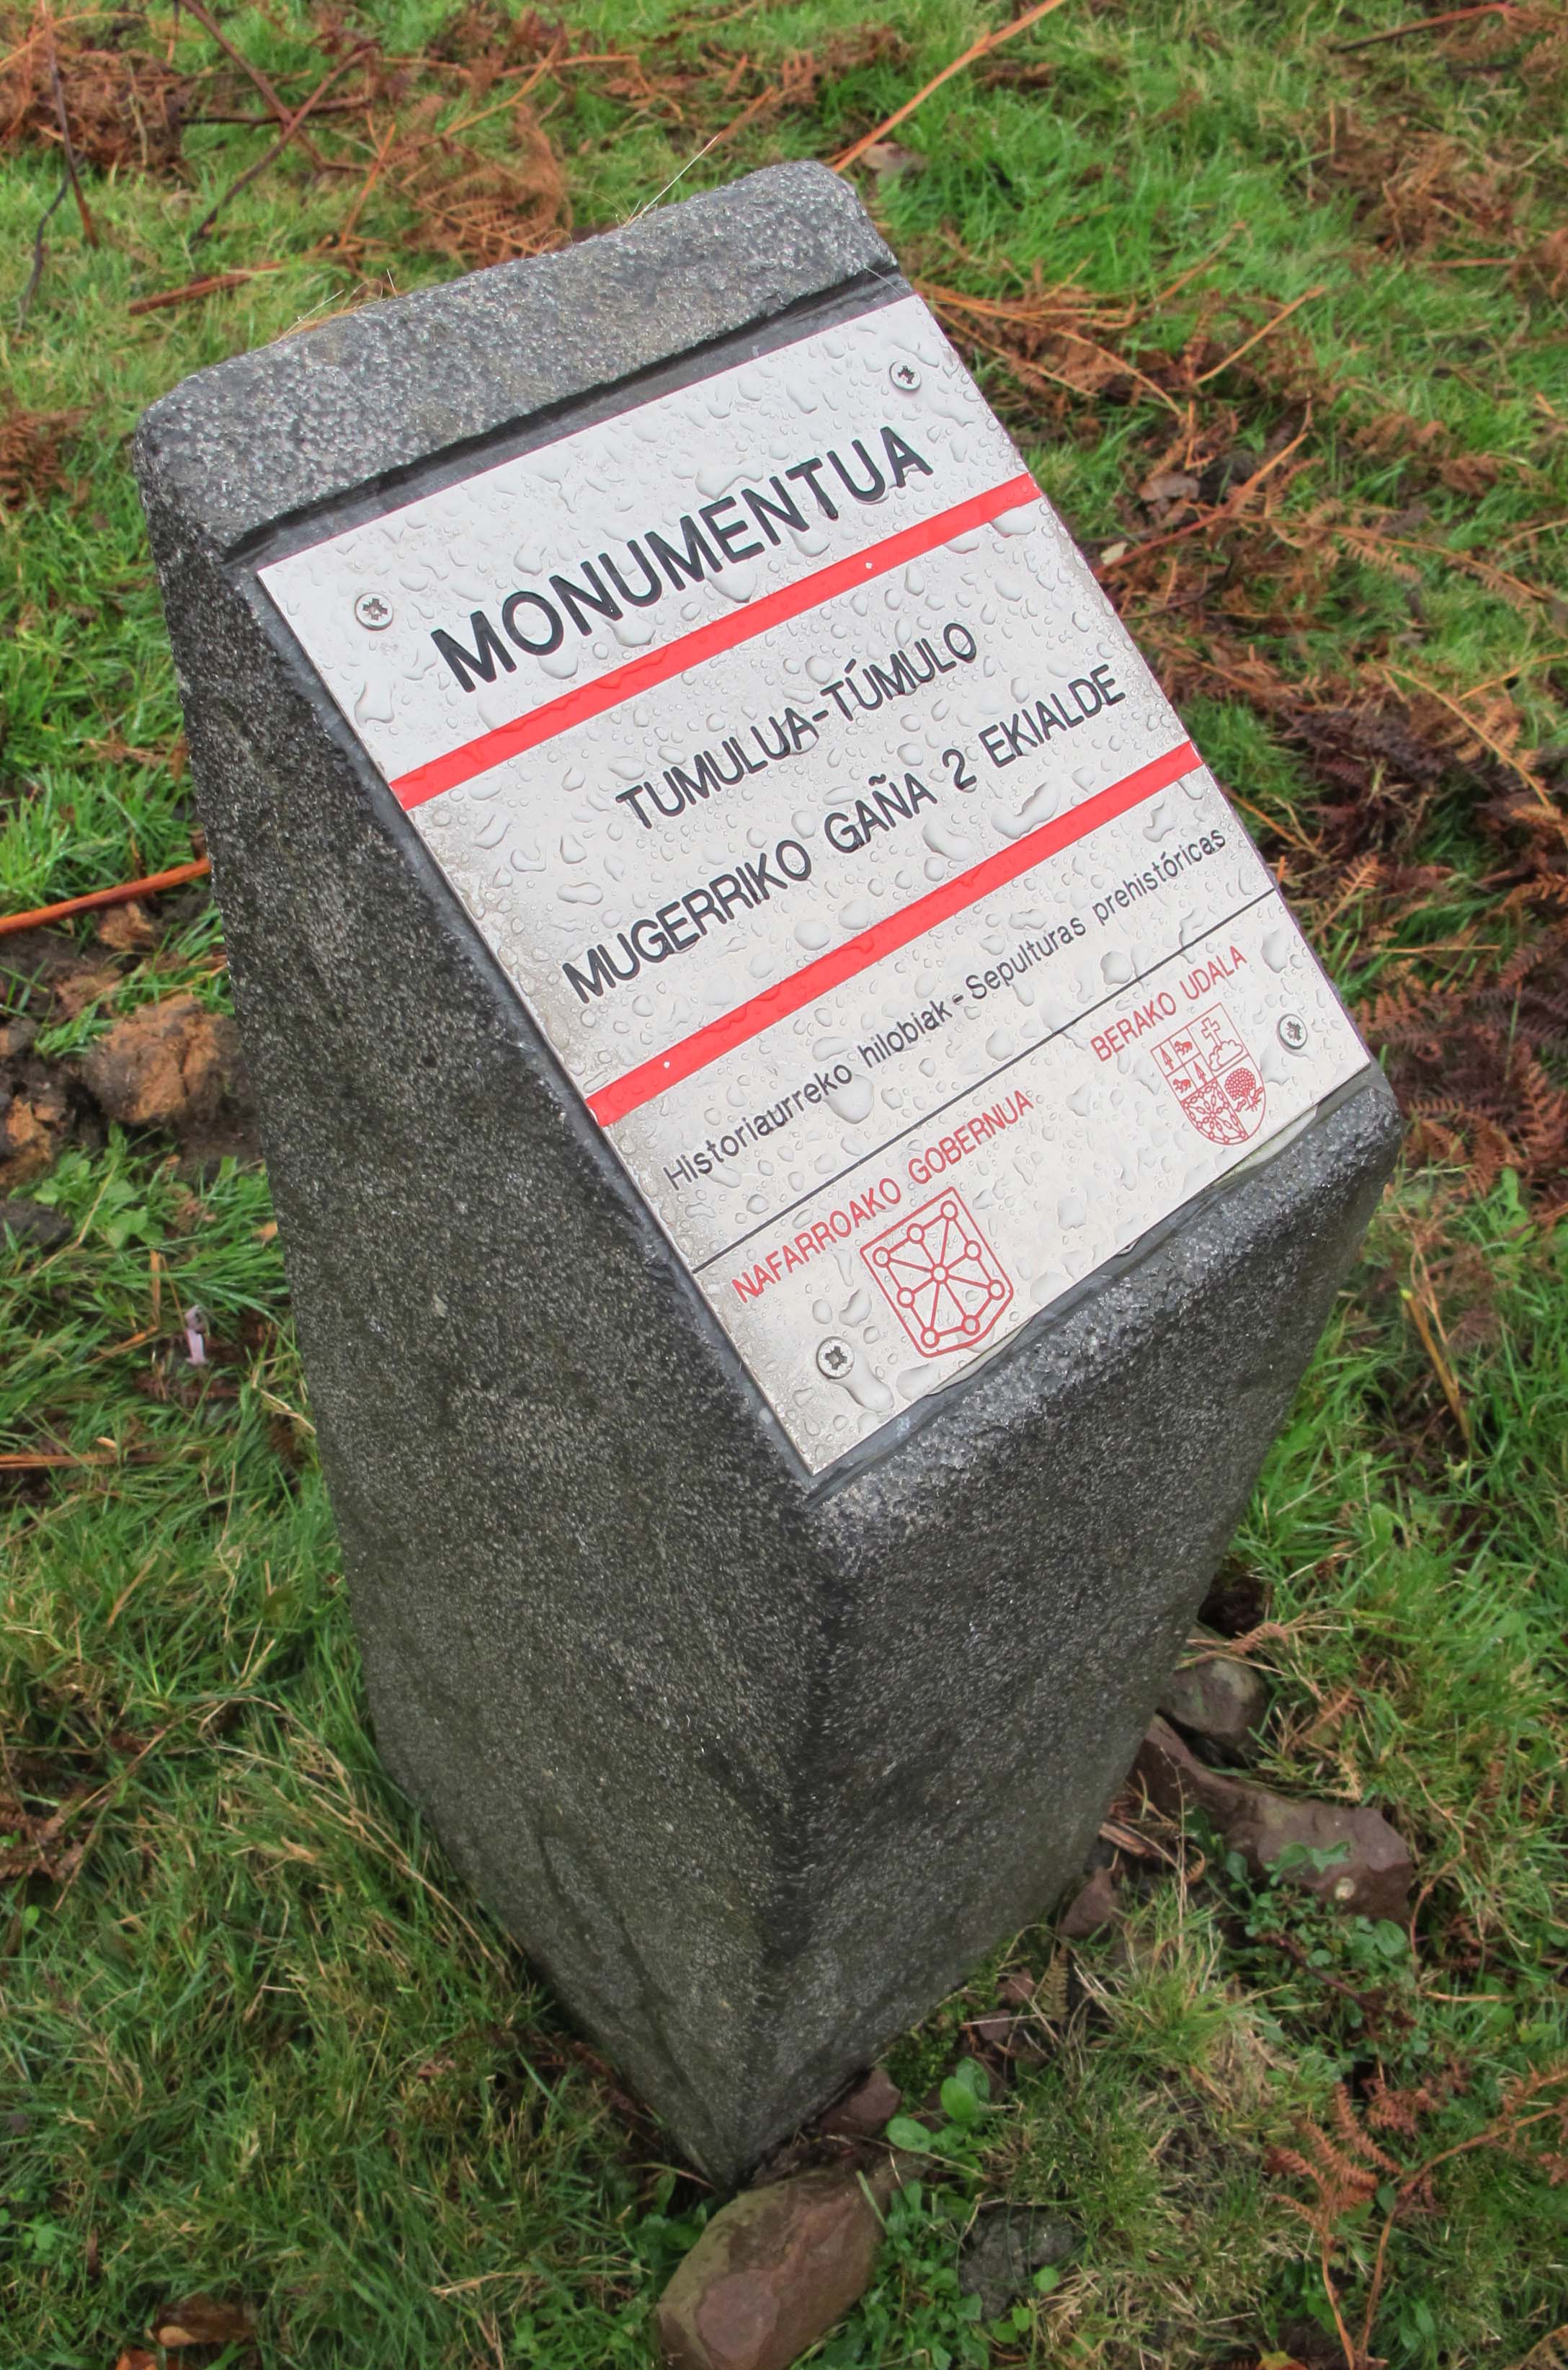 MONUMENTUA
TUMULUA-TÚMULO
MUGERRIKO GAÑA 2 EKIALDE
Historiaurreko hilobiak - Sepulturas prehistóricas
NAFARROAKO GOBERNUA
BERAKO UDALA